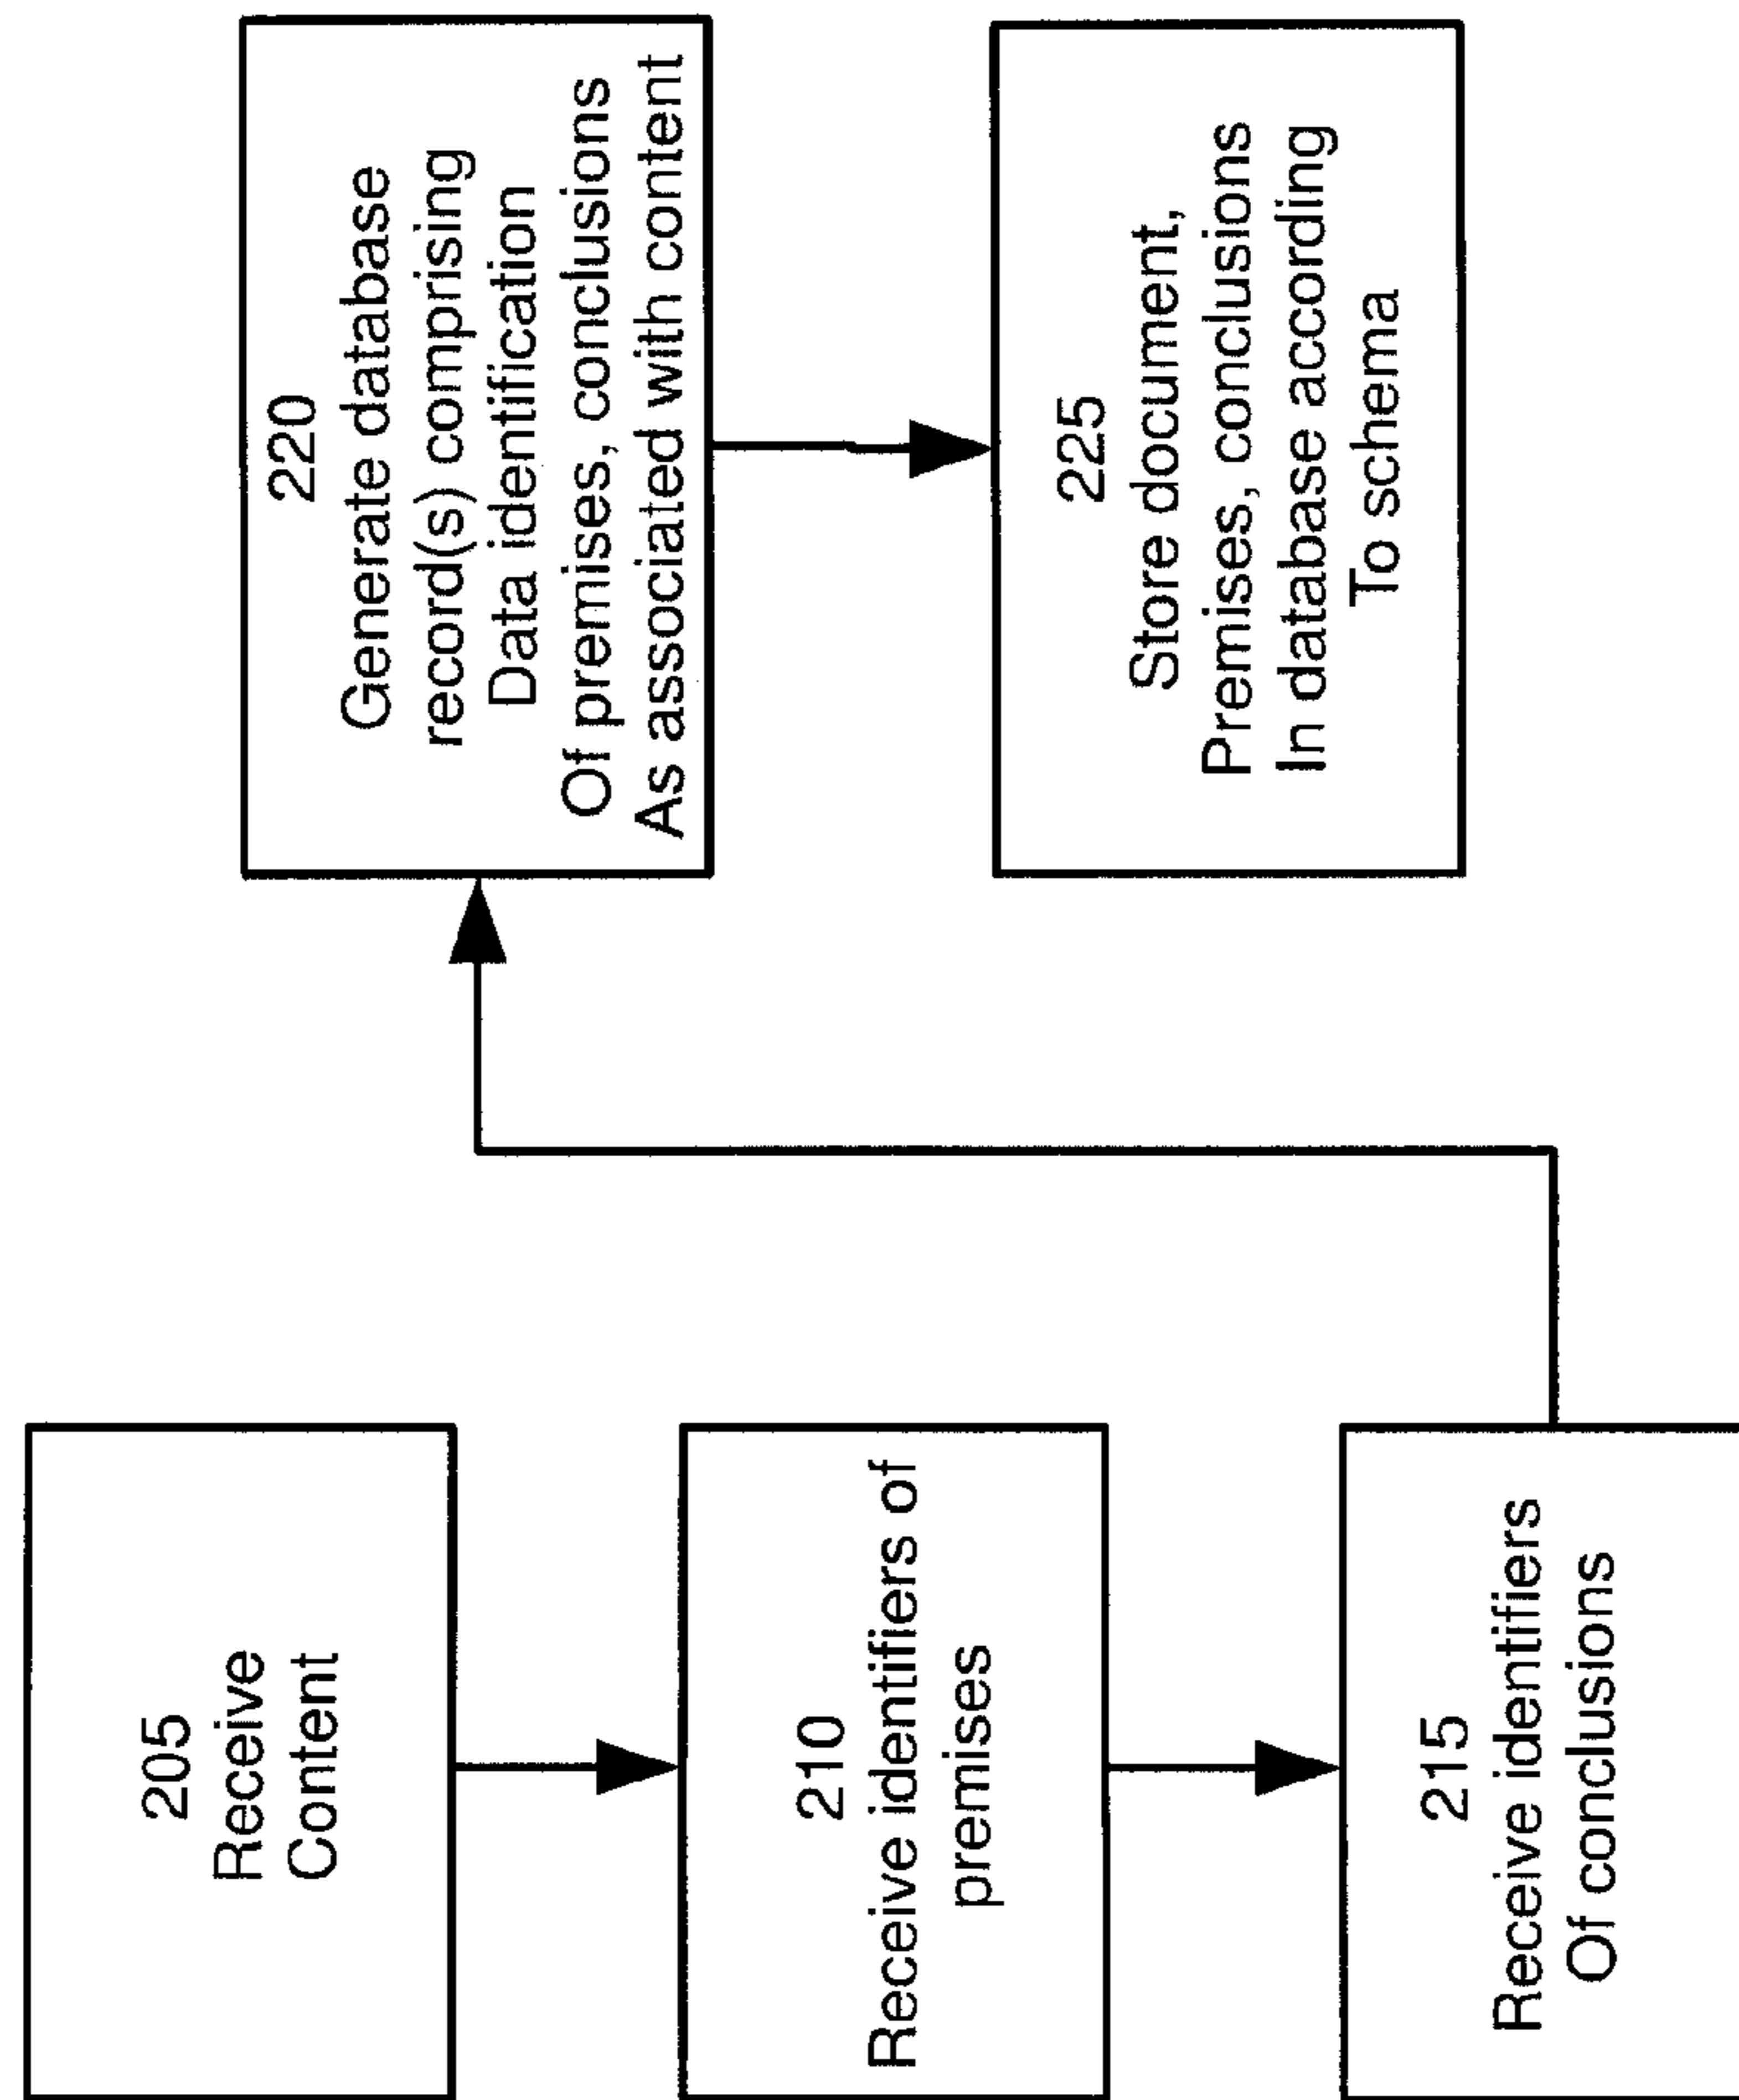 205
Receive
Content
210
Receive identifiers of
premises
215
Receive identifiers
Of conclusions
220
Generate database
record(s) comprising
Data identification
Of premises, conclusions
As associated with content
225
Store document,
Premises, conclusions
In database according
To schema